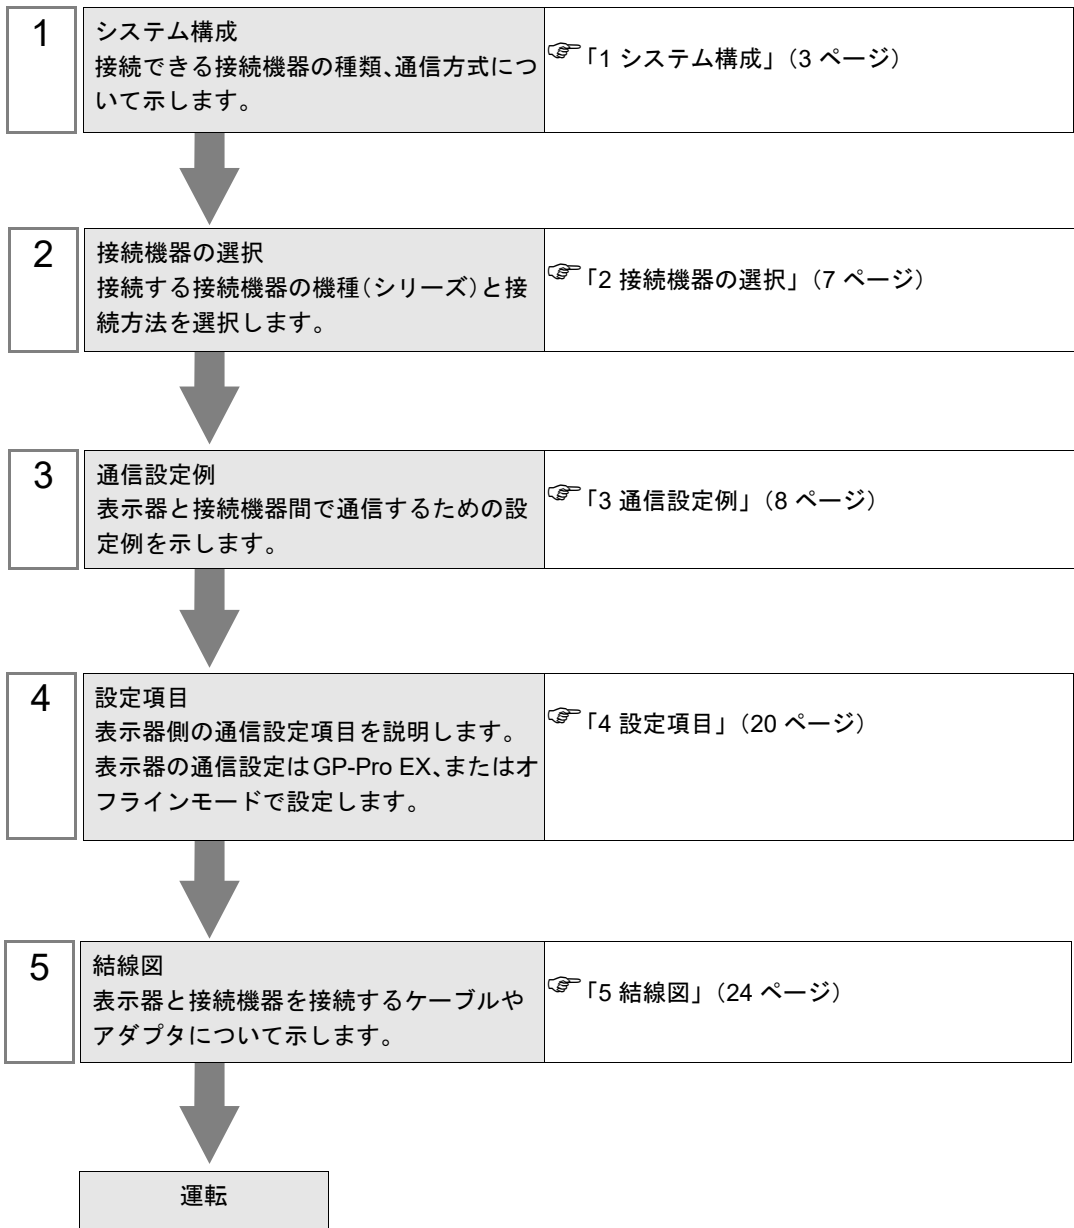 1
システム構成
接続できる接続機器の種類、通信方式につ
いて示します。
☞「1 システム構成」（3 ページ）
2
接続機器の選択
接続する接続機器の機種（シリーズ）と接
続方法を選択します。
☞「2 接続機器の選択」（7 ページ）
3
通信設定例
表示器と接続機器間で通信するための設
定例を示します。
☞「3 通信設定例」（8 ページ）
4
設定項目
表示器側の通信設定項目を説明します。
表示器の通信設定はGP-Pro EX、またはオ
フラインモードで設定します。
☞「4 設定項目」（20 ページ）
5
結線図
表示器と接続機器を接続するケーブルや
アダプタについて示します。
☞「5 結線図」（24 ページ）
運転